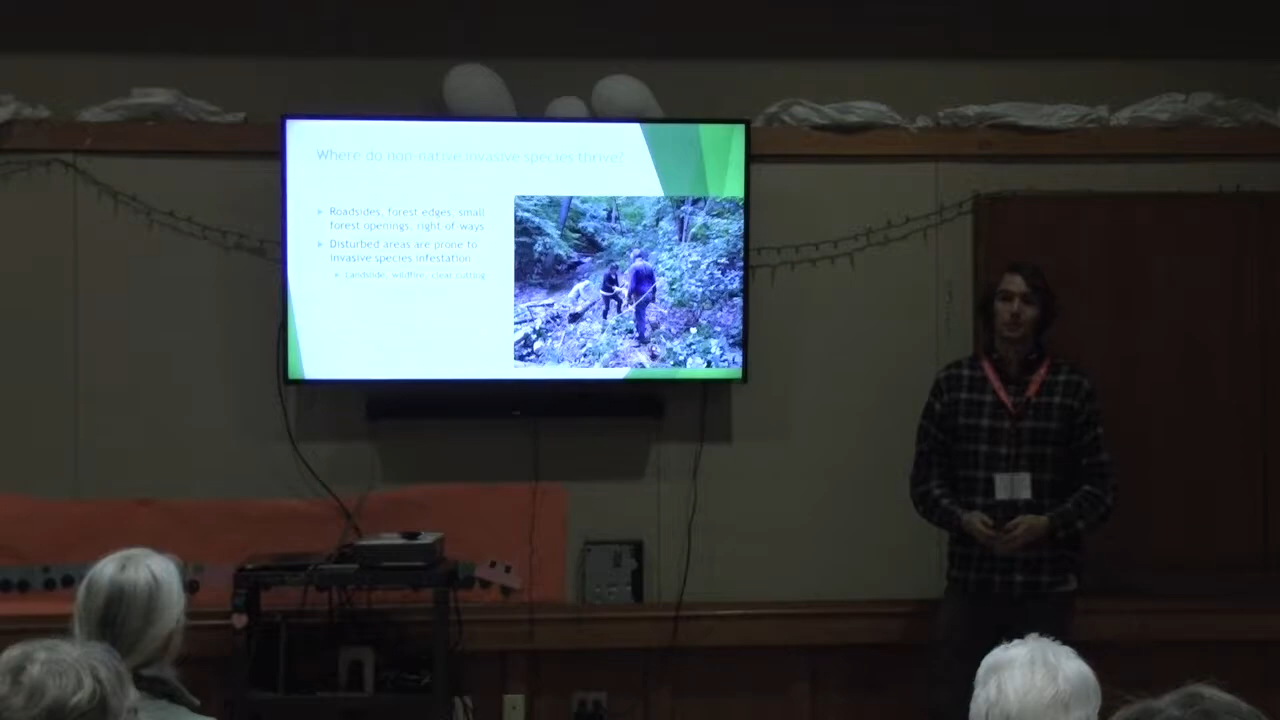 Where do non-native invasive species thrive?
Roadsides, forest edges, small
forest openings, right-of-ways
Disturbed areas are prone to
invasive species infestation
Landslide, wildfire, clear cutting